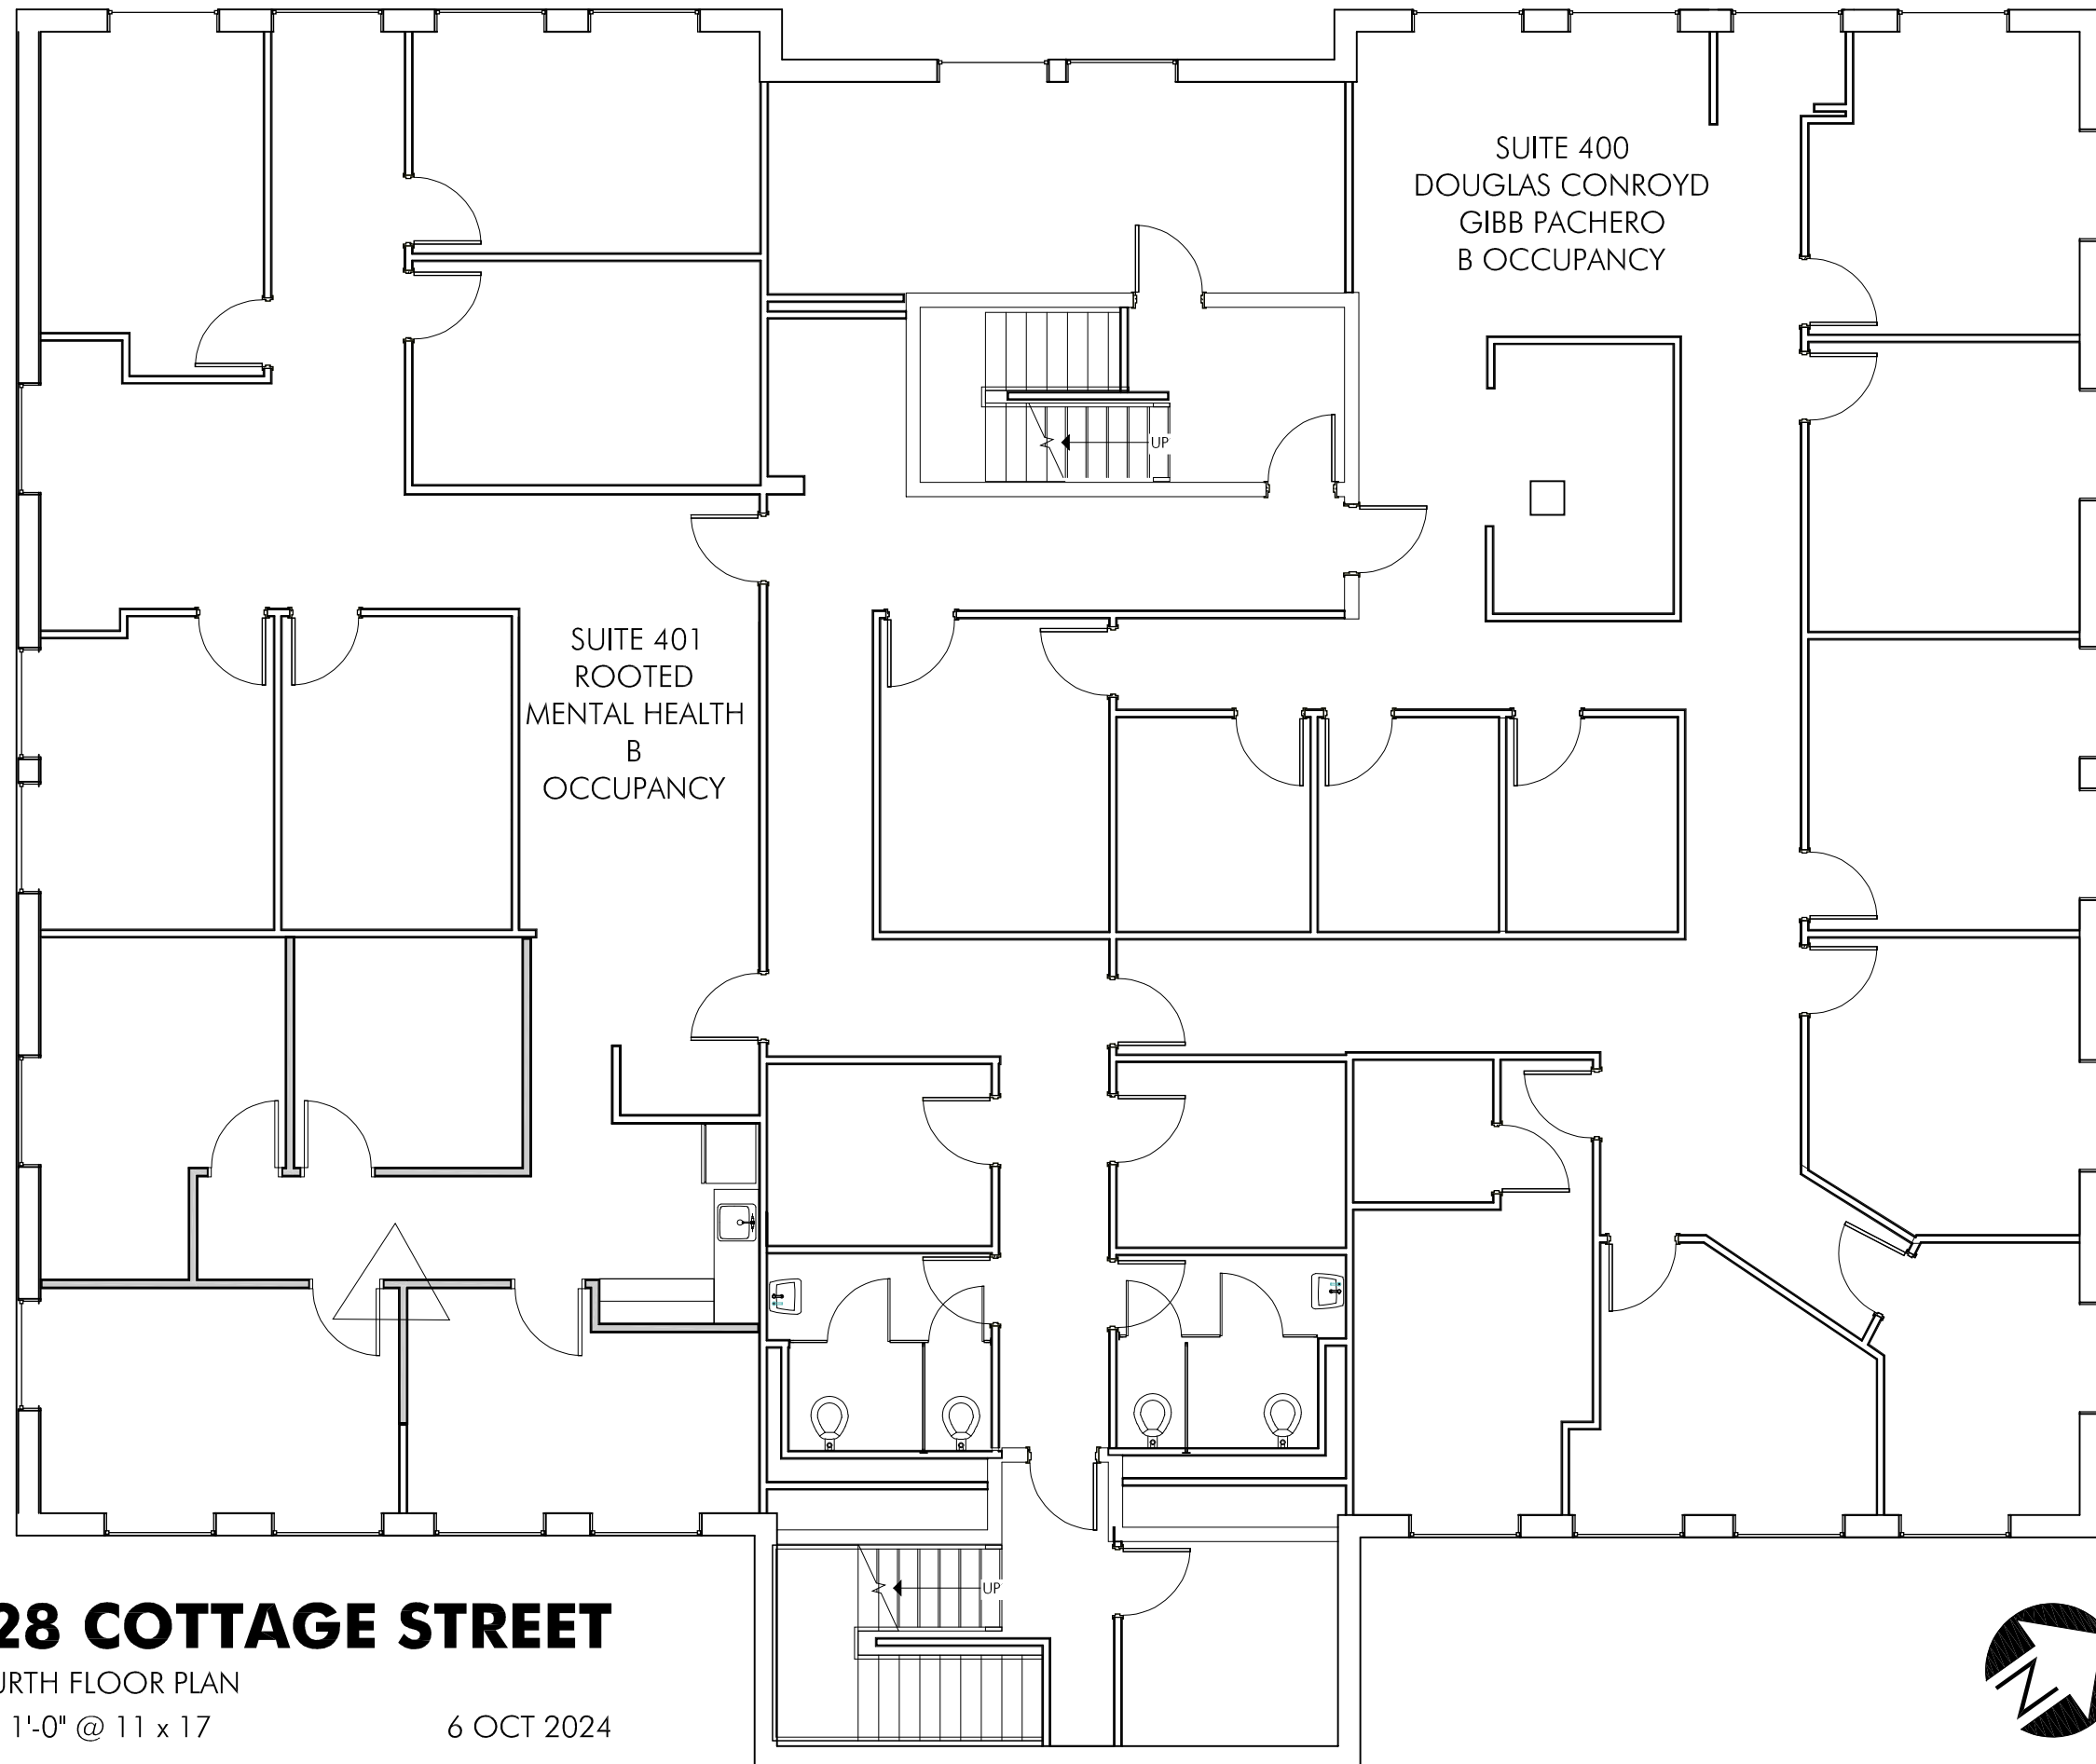 SUITE 400
DOUGLAS CONROYD
GIBB PACHERO
B OCCUPANCY
UP
SUITE 401
ROOTED
MENTAL HEALTH
B
OCCUPANCY
UP
28 COTTAGE STREET
URTH FLOOR PLAN
1'-0" @ 11 x 17
6 OCT 2024
N